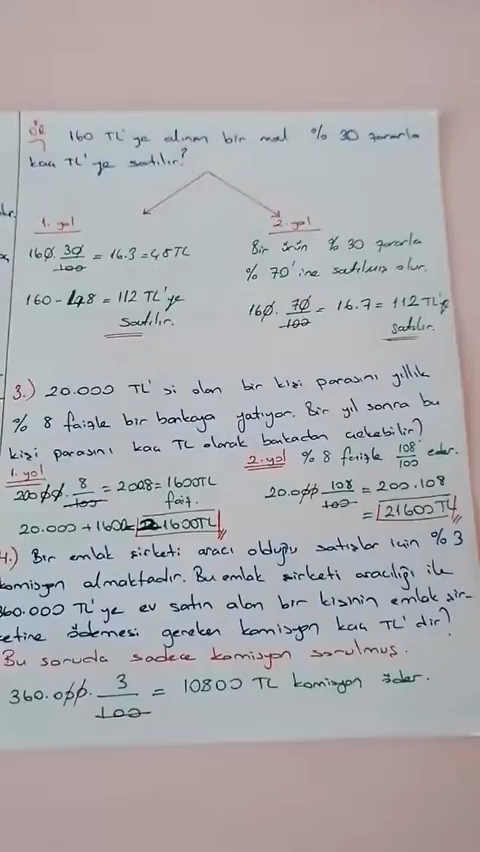 ÖR
160 TL'ye alınan bir mal % 30 zararla
kaç TL'ye satılır?
1. yol
160 . 30/100 = 16.3 = 48 TL
160 - 48 = 112 TL'ye
satılır.
2. yol
Bir ürün % 30 zararla
% 70'ine satılmış olur.
160 . 70/100 = 16.7 = 112 TL'ye
satılır.
3.) 20.000 TL'si olan bir kişi parasını yıllık
% 8 faizle bir bankaya yatırıyor. Bir yıl sonra bu
kişi parasını kaç TL olarak bankadan çekebilir?
1. yol
20000 . 8/100 = 200.8 = 1600TL
faiz.
20.000 + 1600 = 21600TL
2. yol % 8 faizle 108/100 eder.
20.000 . 108/100 = 200.108
= 21600 TL
4.) Bir emlak şirketi aracı olduğu satışlar için % 3
komisyon almaktadır. Bu emlak şirketi aracılığı ile
360.000 TL'ye ev satın alan bir kişinin emlak şir-
ketine ödemesi gereken komisyon kaç TL'dir?
Bu soruda sadece komisyon sorulmuş.
360.000 . 3/100 = 10800 TL komisyon öder.